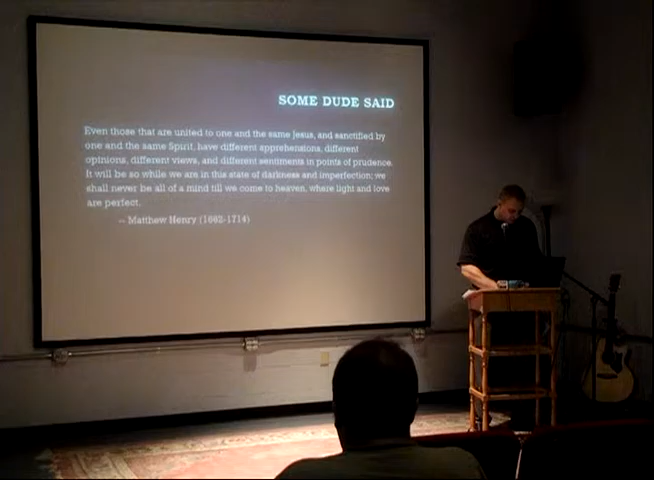 SOME DUDE SAID
Even those that are united to one and the same Jesus, and sanctified by
one and the same Spirit, have different apprehensions, different
opinions, different views, and different sentiments in points of prudence.
It will be so while we are in this state of darkness and imperfection; we
shall never be all of a mind till we come to heaven, where light and love
are perfect.
-- Matthew Henry (1662-1714)